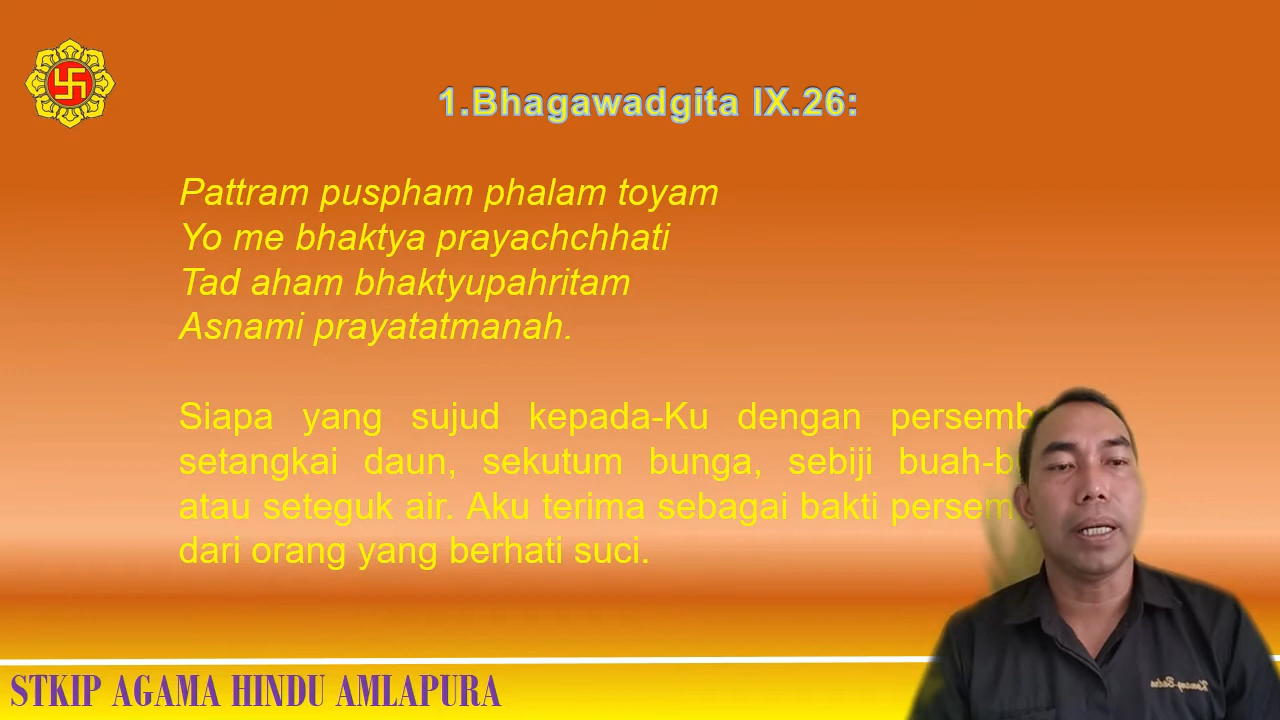 1.Bhagawadgita IX.26:
Pattram puspham phalam toyam
Yo me bhaktya prayachchhati
Tad aham bhaktyupahritam
Asnami prayatatmanah.
Siapa yang sujud kepada-Ku dengan
setangkai daun, sekutum bunga, sebiji
atau seteguk air. Aku terima sebagai bakti
dari orang yang berhati suci.
STKIP AGAMA HINDU AMLAPURA